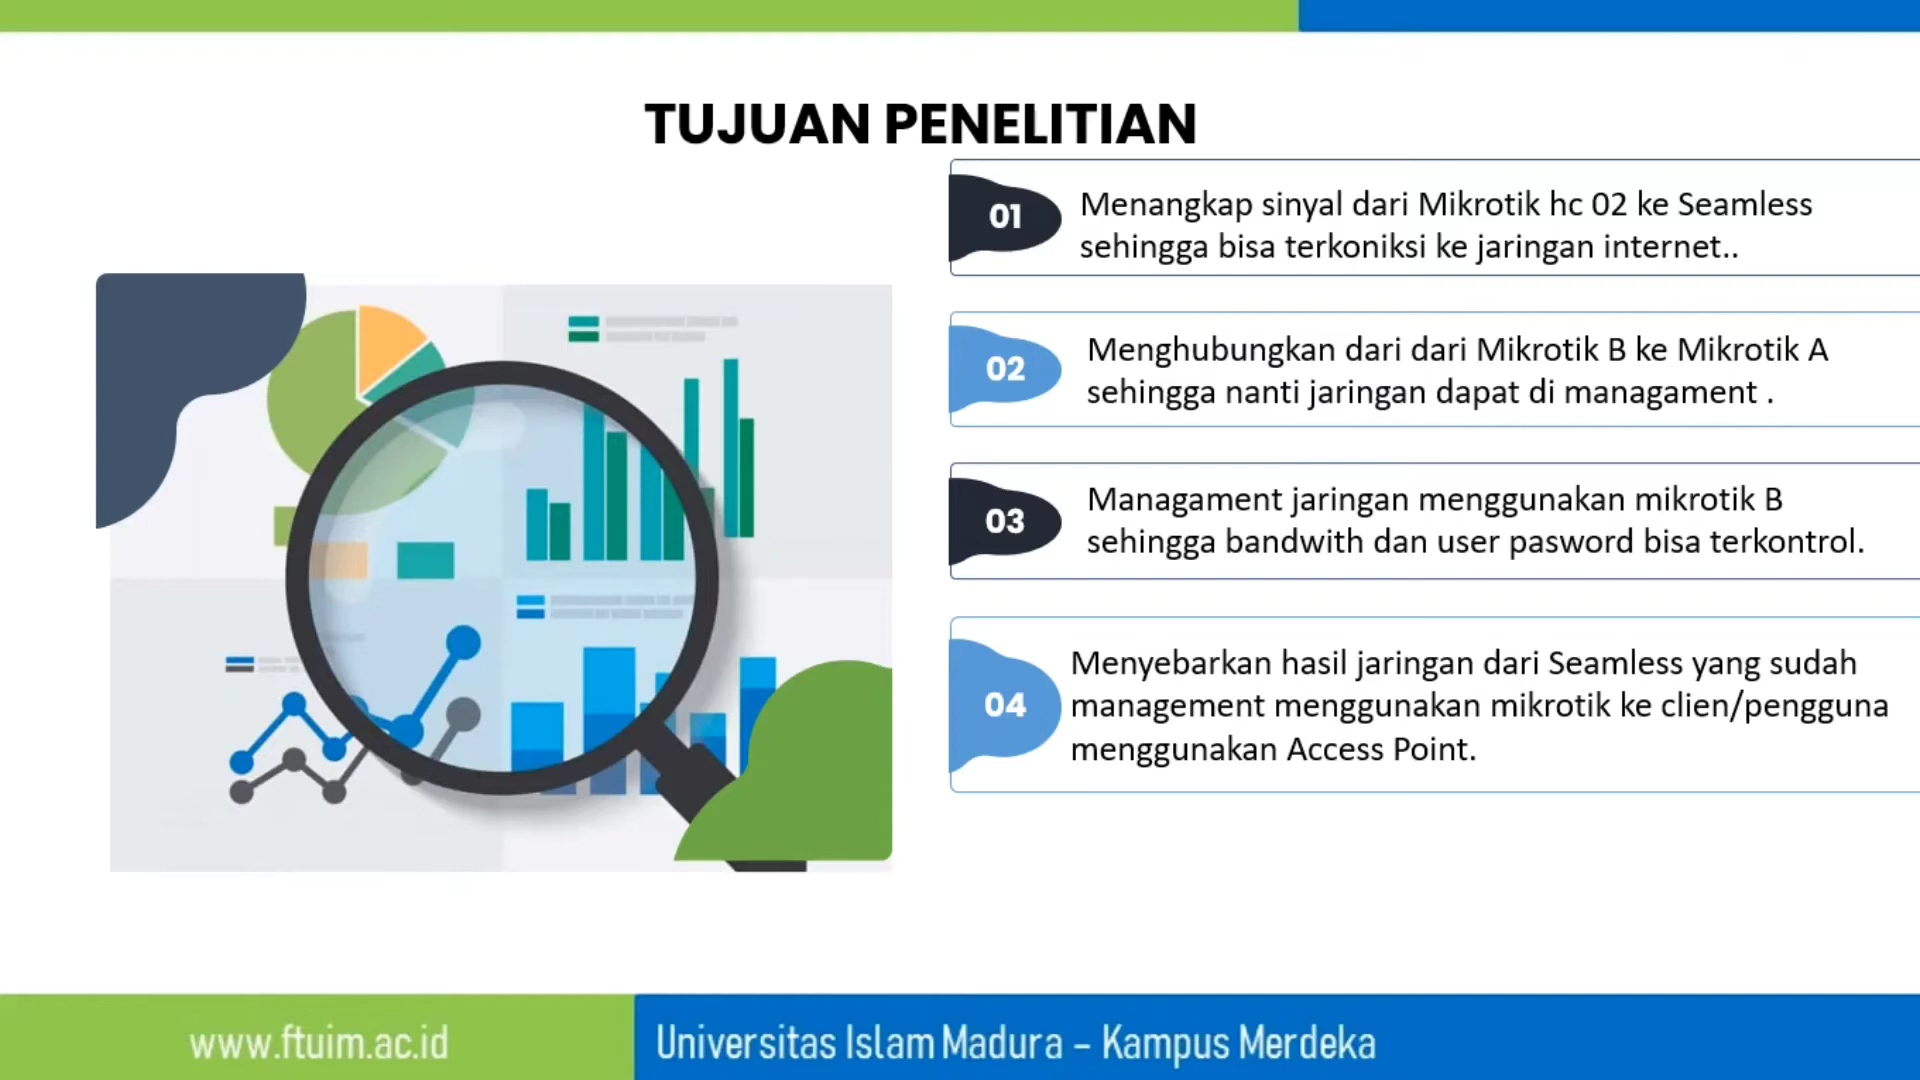 TUJUAN PENELITIAN
01
Menangkap sinyal dari Mikrotik hc 02 ke Seamless
sehingga bisa terkoniksi ke jaringan internet..
02
Menghubungkan dari dari Mikrotik B ke Mikrotik A
sehingga nanti jaringan dapat di managament .
03
Managament jaringan menggunakan mikrotik B
sehingga bandwith dan user pasword bisa terkontrol.
04
Menyebarkan hasil jaringan dari Seamless yang sudah
management menggunakan mikrotik ke clien/pengguna
menggunakan Access Point.
www.ftuim.ac.id
Universitas Islam Madura – Kampus Merdeka